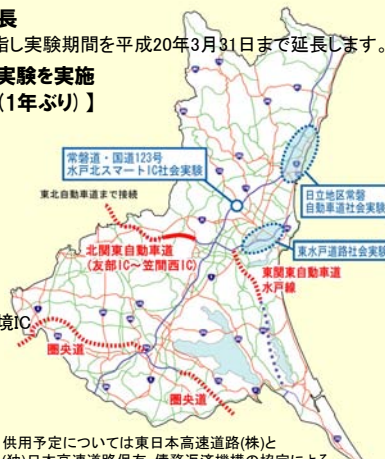 長
指し実験期間を平成20年3月31日まで延長します。
実験を実施
(1年ぶり)】
常磐道・国道123号
水戸北スマートIC社会実験
東北自動車道まで接続
日立地区常磐
自動車道社会実験
北関東自動車道
(友部IC～笠間西IC)
東水戸道路社会実験
東関東自動車道
水戸線
境IC
圏央道
圏央道
供用予定については東日本高速道路(株)と
(独)日本高速道路保有・債務返済機構の協定による